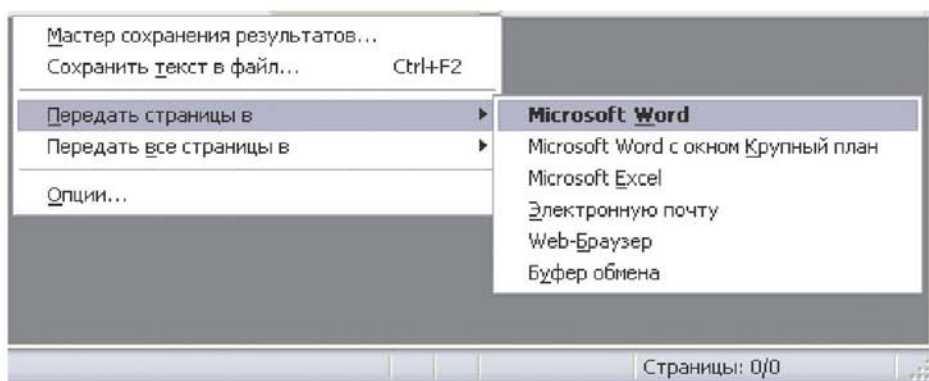 Мастер сохранения результатов...
Сохранить текст в файл... Ctrl+F2
Передать страницы в
Передать все страницы в
Опции...
Microsoft Word
Microsoft Word с окном Крупный план
Microsoft Excel
Электронную почту
Web-Браузер
Буфер обмена
Страницы: 0/0